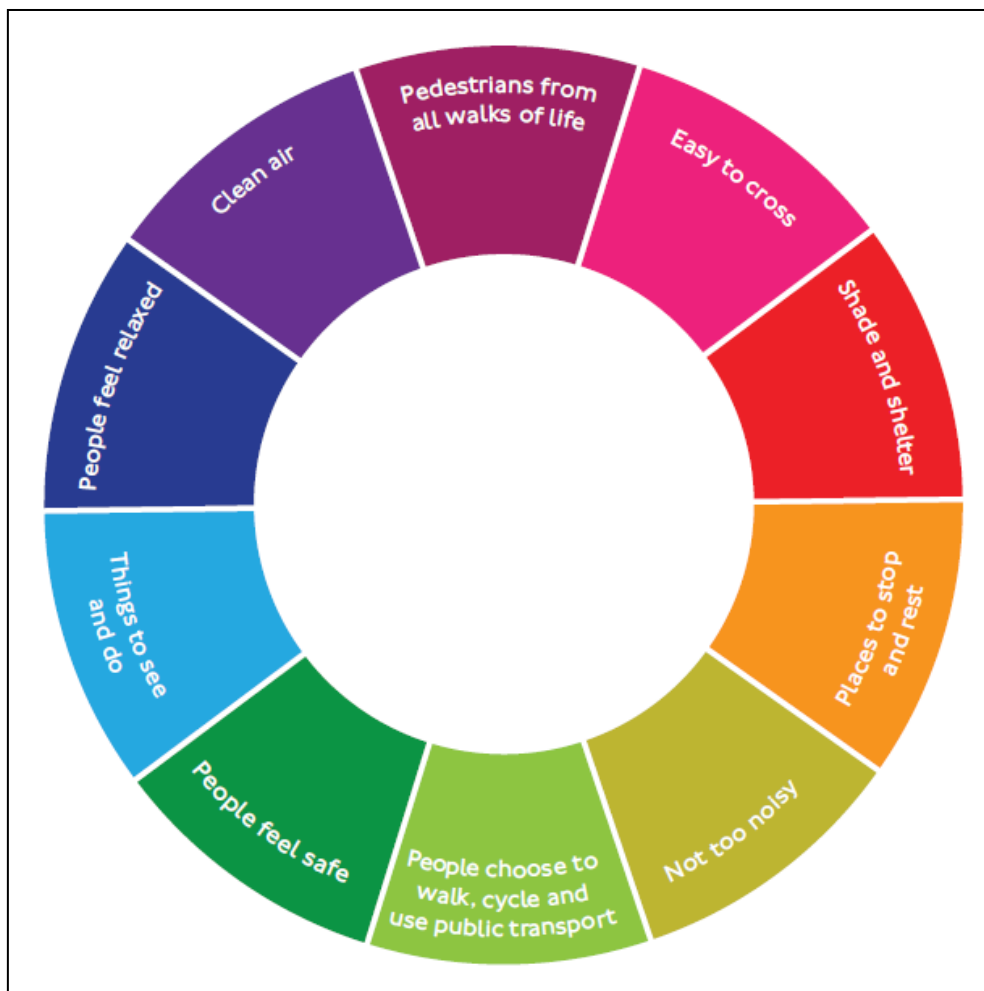 Pedestrians from
all walks of life
Easy to cross
Shade and shelter
Places to stop
and rest
Not too noisy
People choose to
walk, cycle and
use public transport
People feel safe
Things to see
and do
People feel relaxed
Clean air